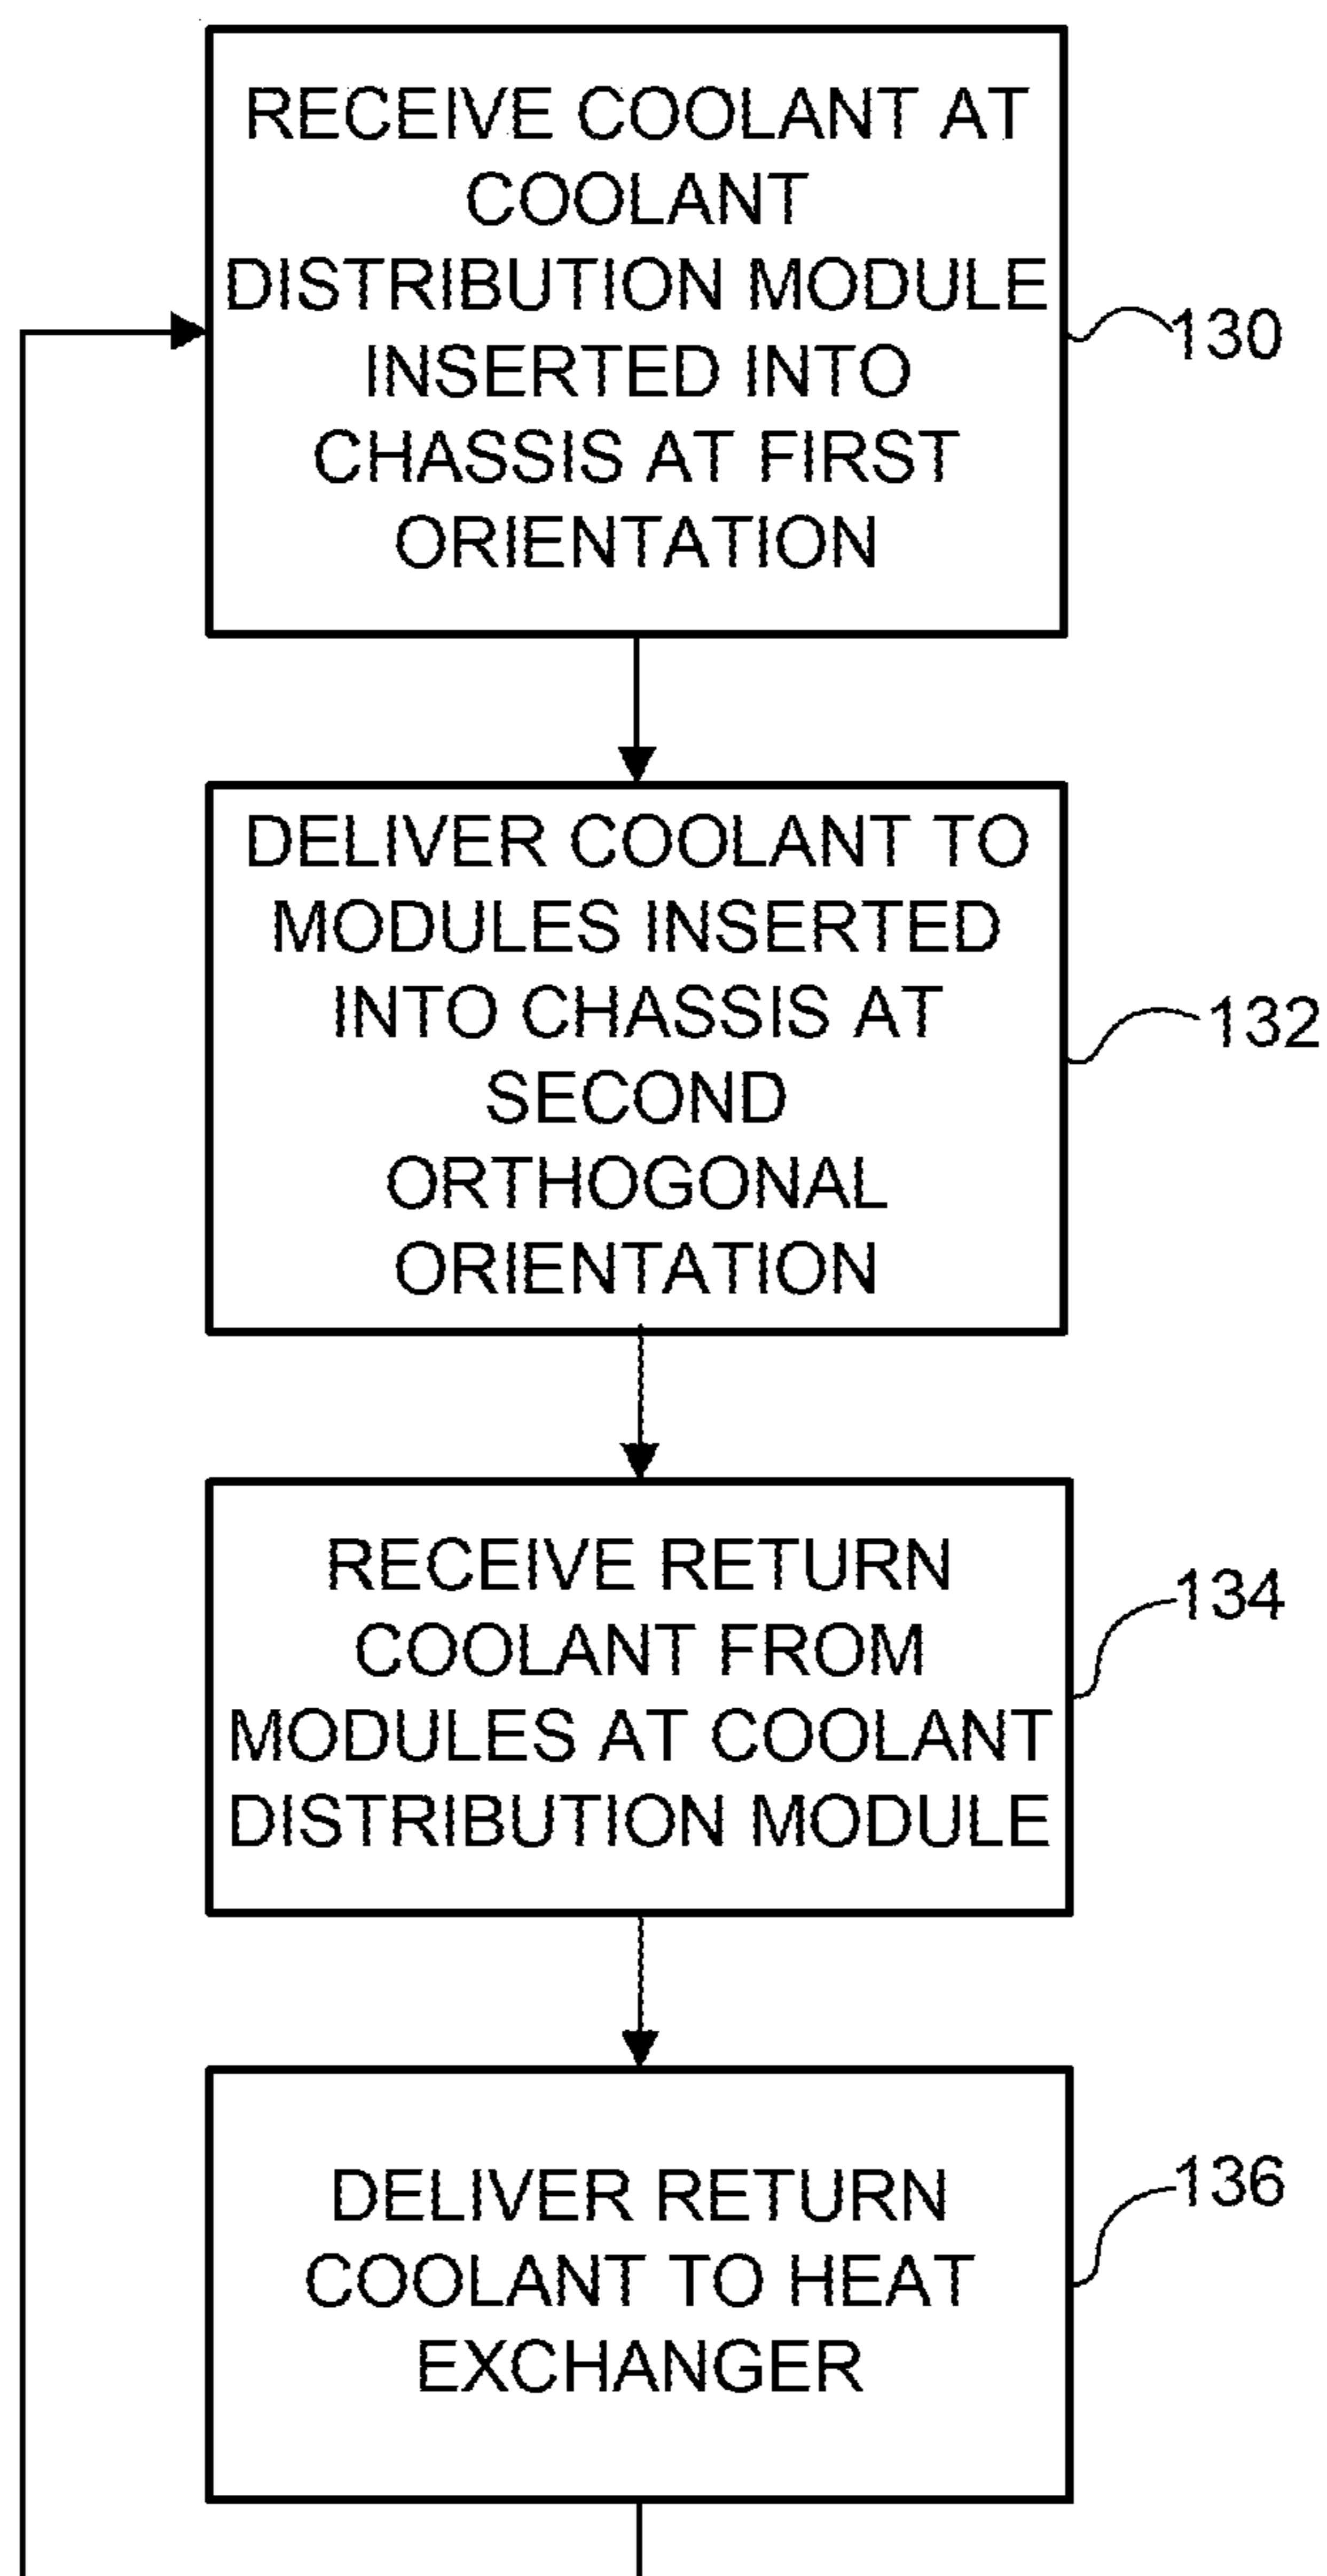 RECEIVE COOLANT AT
COOLANT
DISTRIBUTION MODULE
INSERTED INTO
CHASSIS AT FIRST
ORIENTATION
130
DELIVER COOLANT TO
MODULES INSERTED
INTO CHASSIS AT
SECOND
ORTHOGONAL
ORIENTATION
132
RECEIVE RETURN
COOLANT FROM
MODULES AT COOLANT
DISTRIBUTION MODULE
134
DELIVER RETURN
COOLANT TO HEAT
EXCHANGER
136